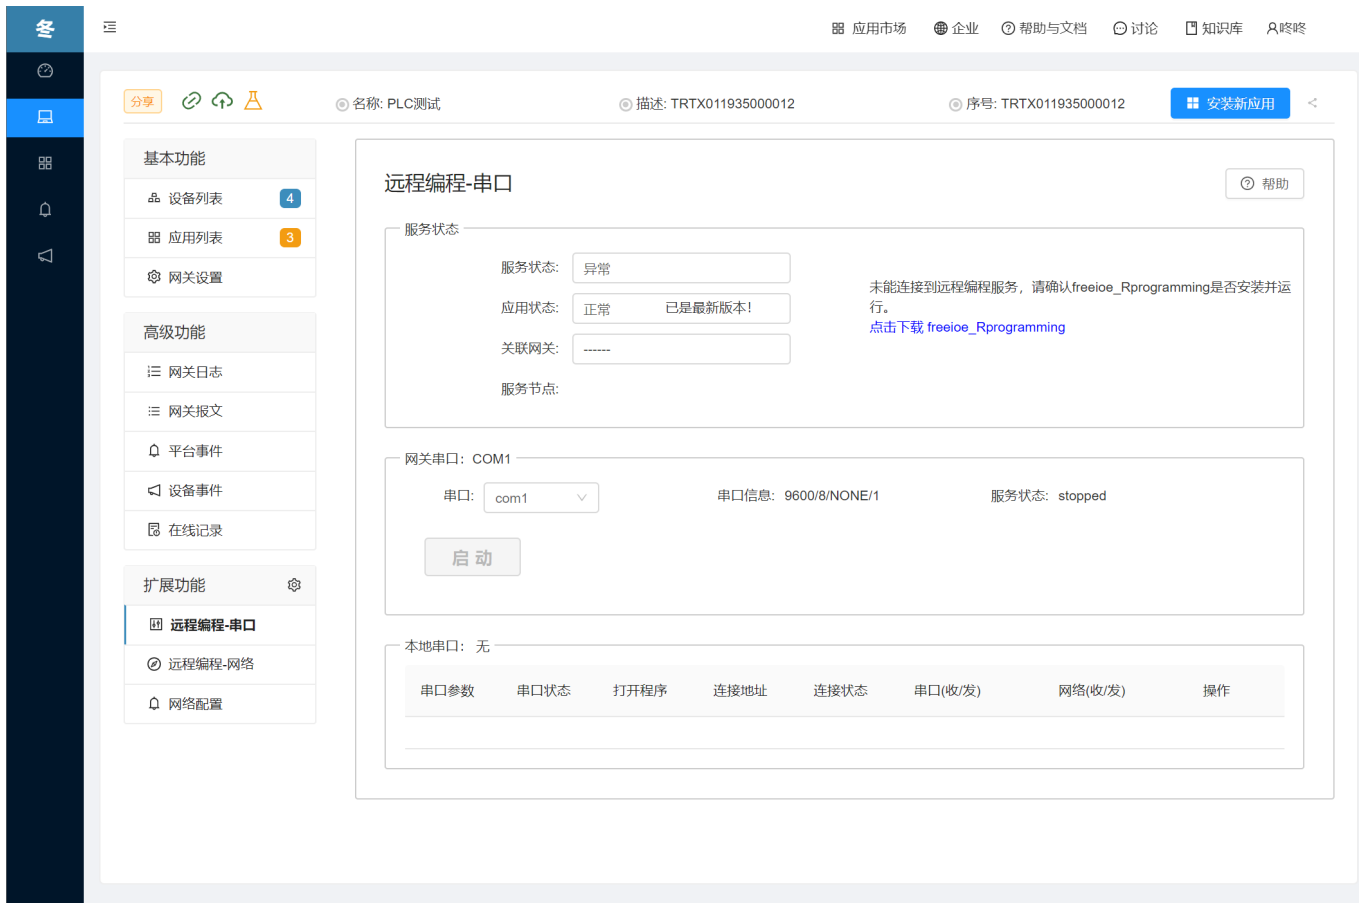 冬
应用市场 企业 帮助与文档 讨论 知识库 咚咚
分享 名称: PLC测试 描述: TRTX011935000012 序号: TRTX011935000012 安装新应用
基本功能
设备列表 4
应用列表 3
网关设置
高级功能
网关日志
网关报文
平台事件
设备事件
在线记录
扩展功能
远程编程-串口
远程编程-网络
网络配置
远程编程-串口 帮助
服务状态
服务状态: 异常
应用状态: 正常 已是最新版本!
关联网关: ------
服务节点:
未能连接到远程编程服务，请确认freeioe_Rprogramming是否安装并运
行。
点击下载 freeioe_Rprogramming
网关串口：COM1
串口: com1 串口信息: 9600/8/NONE/1 服务状态: stopped
启 动
本地串口： 无
串口参数 串口状态 打开程序 连接地址 连接状态 串口(收/发) 网络(收/发) 操作